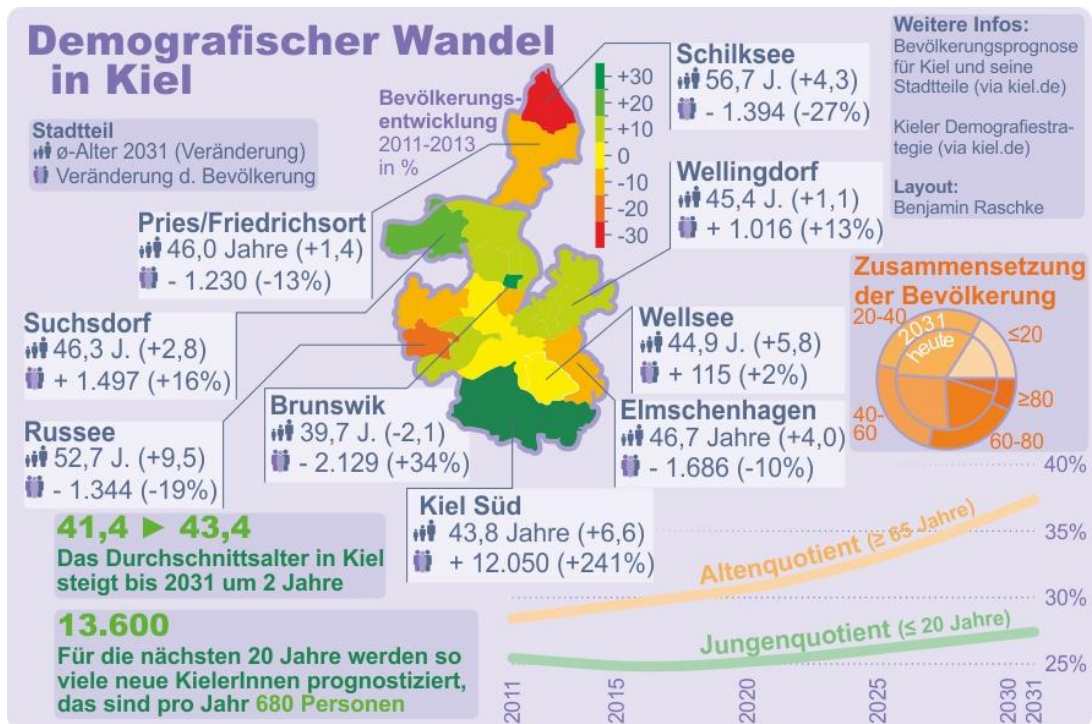 Demografischer Wandel
in Kiel
Stadtteil
ø-Alter 2031 (Veränderung)
Veränderung d. Bevölkerung
Bevölkerungs-
entwicklung
2011-2013
in %
+30
+20
+10
0
-10
-20
-30
Schilksee
56,7 J. (+4,3)
- 1.394 (-27%)
Weitere Infos:
Bevölkerungsprognose
für Kiel und seine
Stadtteile (via kiel.de)
Kieler Demografiestra-
tegie (via kiel.de)
Layout:
Benjamin Raschke
Wellingdorf
45,4 J. (+1,1)
+ 1.016 (+13%)
Pries/Friedrichsort
46,0 Jahre (+1,4)
- 1.230 (-13%)
Suchsdorf
46,3 J. (+2,8)
+ 1.497 (+16%)
Russee
52,7 J. (+9,5)
- 1.344 (-19%)
Brunswik
39,7 J. (-2,1)
- 2.129 (+34%)
Kiel Süd
43,8 Jahre (+6,6)
+ 12.050 (+241%)
Wellsee
44,9 J. (+5,8)
+ 115 (+2%)
Elmschenhagen
46,7 Jahre (+4,0)
- 1.686 (-10%)
Zusammensetzung
der Bevölkerung
20-40
2031
heute
≤20
≥80
40-
60
60-80
41,4 ► 43,4
Das Durchschnittsalter in Kiel
steigt bis 2031 um 2 Jahre
13.600
Für die nächsten 20 Jahre werden so
viele neue KielerInnen prognostiziert,
das sind pro Jahr 680 Personen
40%
35%
30%
25%
Altenquotient (≥ 65 Jahre)
Jungenquotient (≤ 20 Jahre)
2011
2015
2020
2025
2030
2031